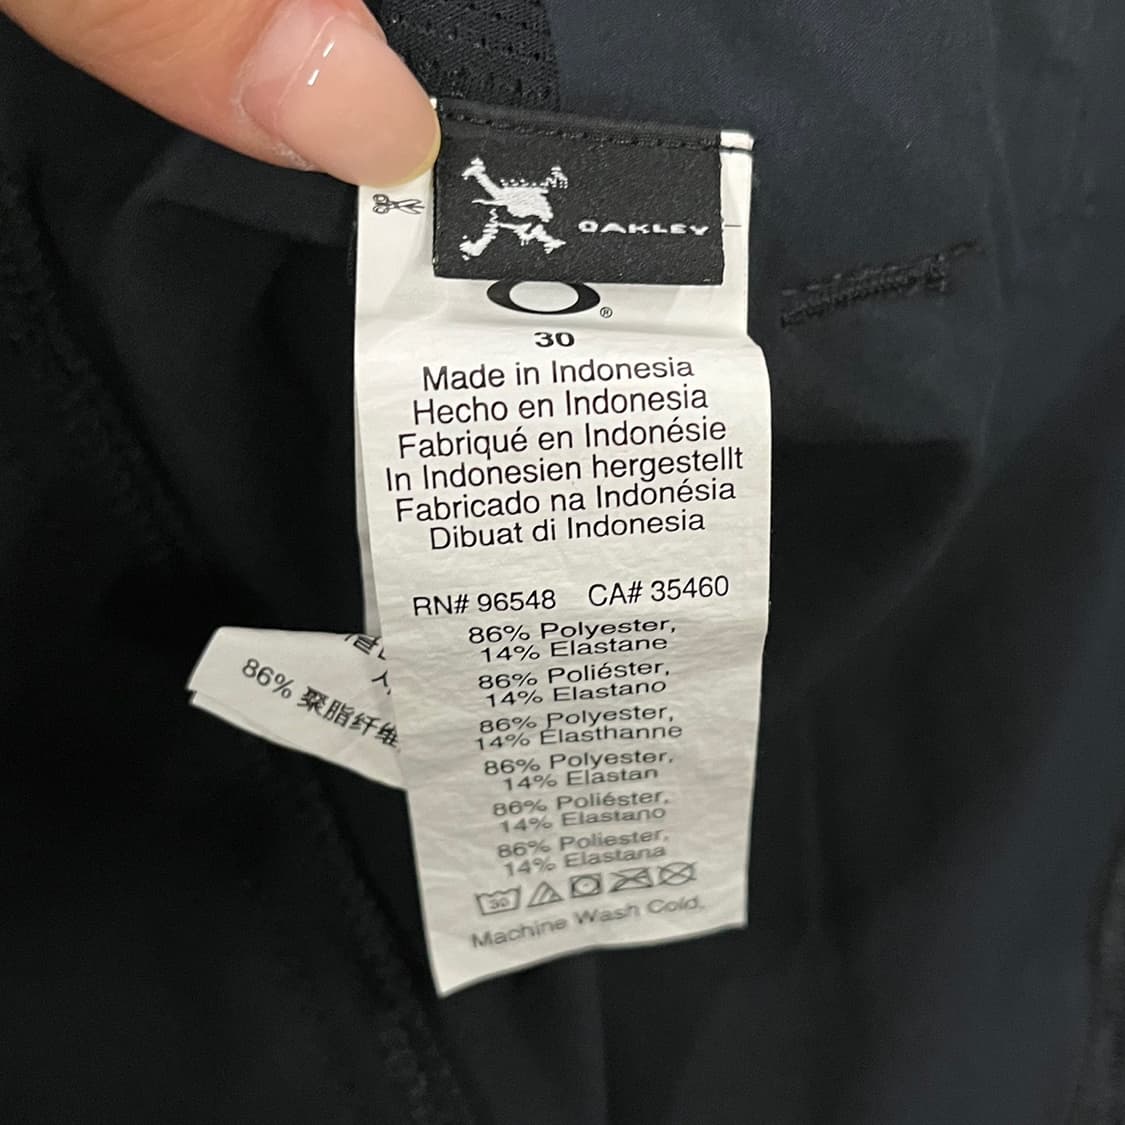 OAKLEY
®
30
Made in Indonesia
Hecho en Indonesia
Fabriqué en Indonésie
In Indonesien hergestellt
Fabricado na Indonésia
Dibuat di Indonesia
RN# 96548 CA# 35460
86% Polyester,
14% Elastane
86% Poliéster,
14% Elastano
86% Polyester,
14% Élasthanne
86% Polyester,
14% Elastan
86% Poliéster,
14% Elastano
86% Poliester,
14% Elastana
30
Machine Wash Cold,
86% 聚脂纤维